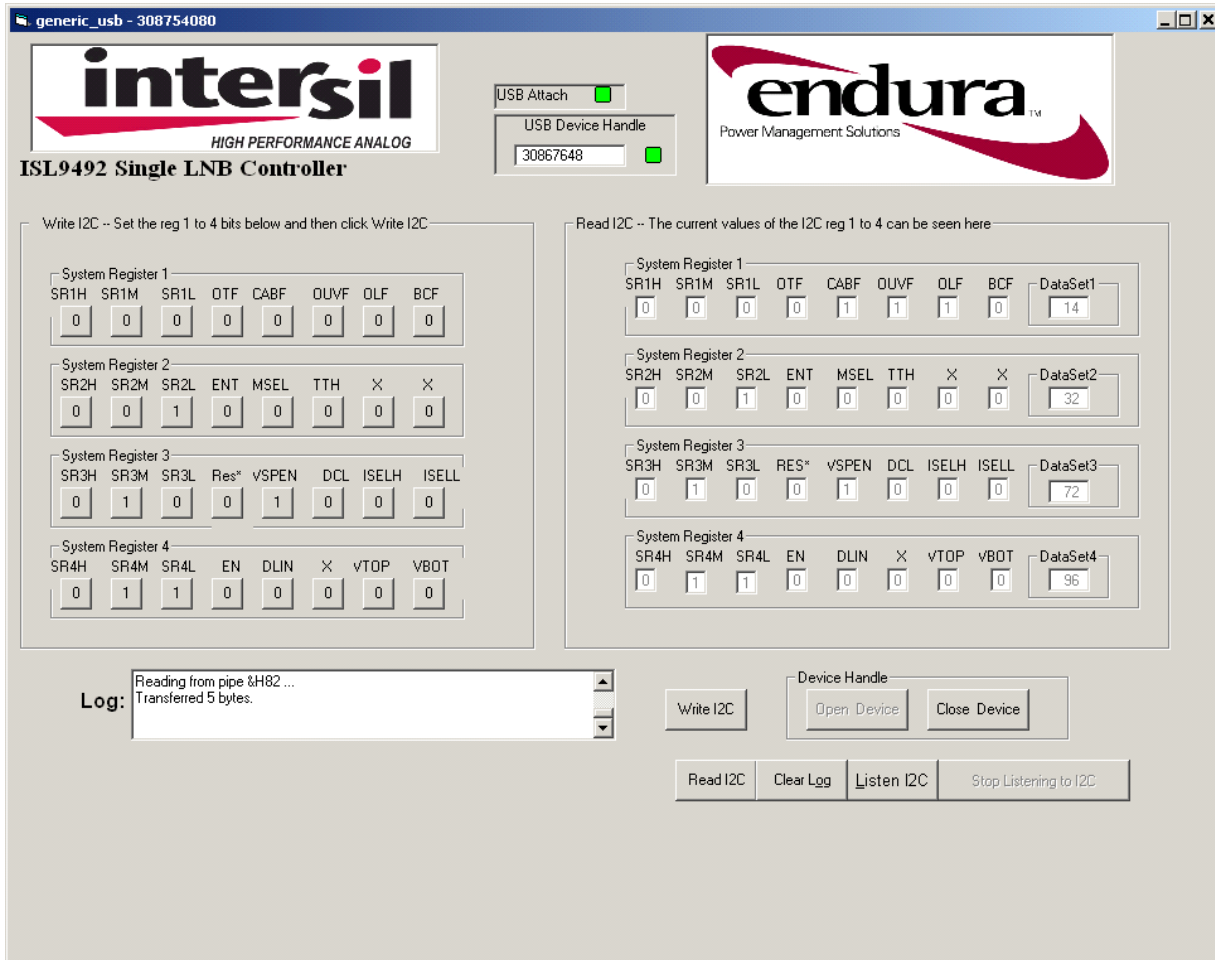 generic_usb - 308754080
intersil
HIGH PERFORMANCE ANALOG
ISL9492 Single LNB Controller
USB Attach
USB Device Handle
30867648
endura TM
Power Management Solutions
Write I2C -- Set the reg 1 to 4 bits below and then click Write I2C
System Register 1
SR1H SR1M SR1L OTF CABF OUVF OLF BCF
0 0 0 0 0 0 0 0
System Register 2
SR2H SR2M SR2L ENT MSEL TTH X X
0 0 1 0 0 0 0 0
System Register 3
SR3H SR3M SR3L Res* VSPEN DCL ISELH ISELL
0 1 0 0 1 0 0 0
System Register 4
SR4H SR4M SR4L EN DLIN X VTOP VBOT
0 1 1 0 0 0 0 0
Read I2C -- The current values of the I2C reg 1 to 4 can be seen here
System Register 1
SR1H SR1M SR1L OTF CABF OUVF OLF BCF DataSet1
0 0 0 0 1 1 1 0 14
System Register 2
SR2H SR2M SR2L ENT MSEL TTH X X DataSet2
0 0 1 0 0 0 0 0 32
System Register 3
SR3H SR3M SR3L RES* VSPEN DCL ISELH ISELL DataSet3
0 1 0 0 1 0 0 0 72
System Register 4
SR4H SR4M SR4L EN DLIN X VTOP VBOT DataSet4
0 1 1 0 0 0 0 0 96
Log:
Reading from pipe &H82 ...
Transferred 5 bytes.
Write I2C
Device Handle
Open Device Close Device
Read I2C Clear Log Listen I2C Stop Listening to I2C